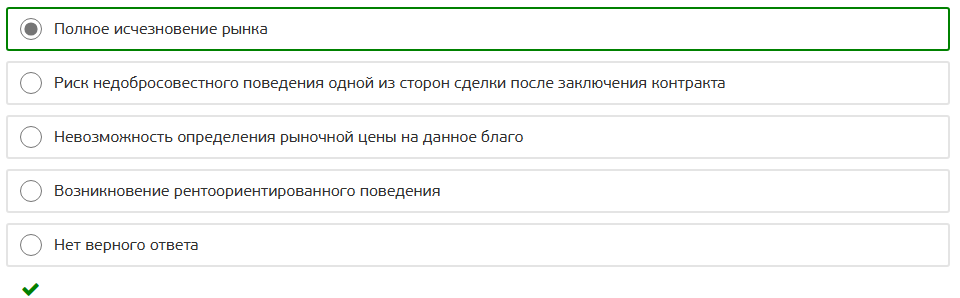 Полное исчезновение рынка
Риск недобросовестного поведения одной из сторон сделки после заключения контракта
Невозможность определения рыночной цены на данное благо
Возникновение рентоориентированного поведения
Нет верного ответа